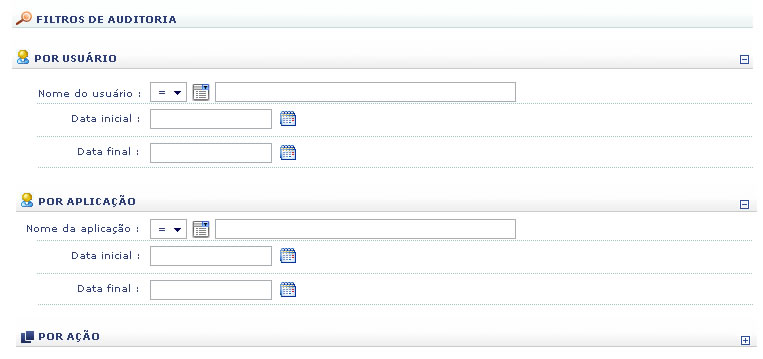 FILTROS DE AUDITORIA
POR USUÁRIO
Nome do usuário : =
Data inicial :
Data final :
POR APLICAÇÃO
Nome da aplicação : =
Data inicial :
Data final :
POR AÇÃO